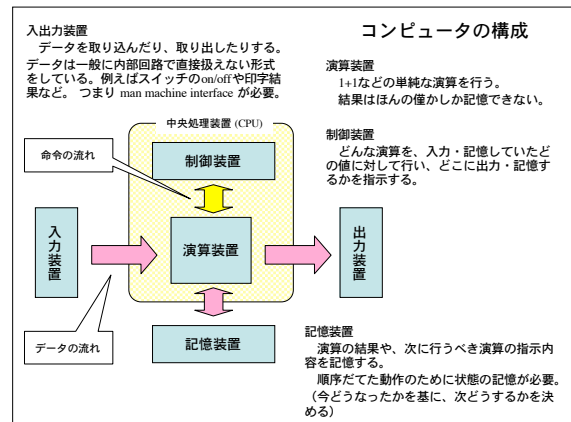 コンピュータの構成
入出力装置
データを取り込んだり、取り出したりする。
データは一般に内部回路で直接扱えない形式
をしている。例えばスイッチのon/offや印字結
果など。 つまり man machine interface が必要。
演算装置
1+1などの単純な演算を行う。
結果はほんの僅かしか記憶できない。
制御装置
どんな演算を、入力・記憶していたど
の値に対して行い、どこに出力・記憶す
るかを指示する。
中央処理装置 (CPU)
命令の流れ
制御装置
入力装置
演算装置
出力装置
データの流れ
記憶装置
記憶装置
演算の結果や、次に行うべき演算の指示内
容を記憶する。
順序だてた動作のために状態の記憶が必要。
（今どうなったかを基に、次どうするかを決
める）